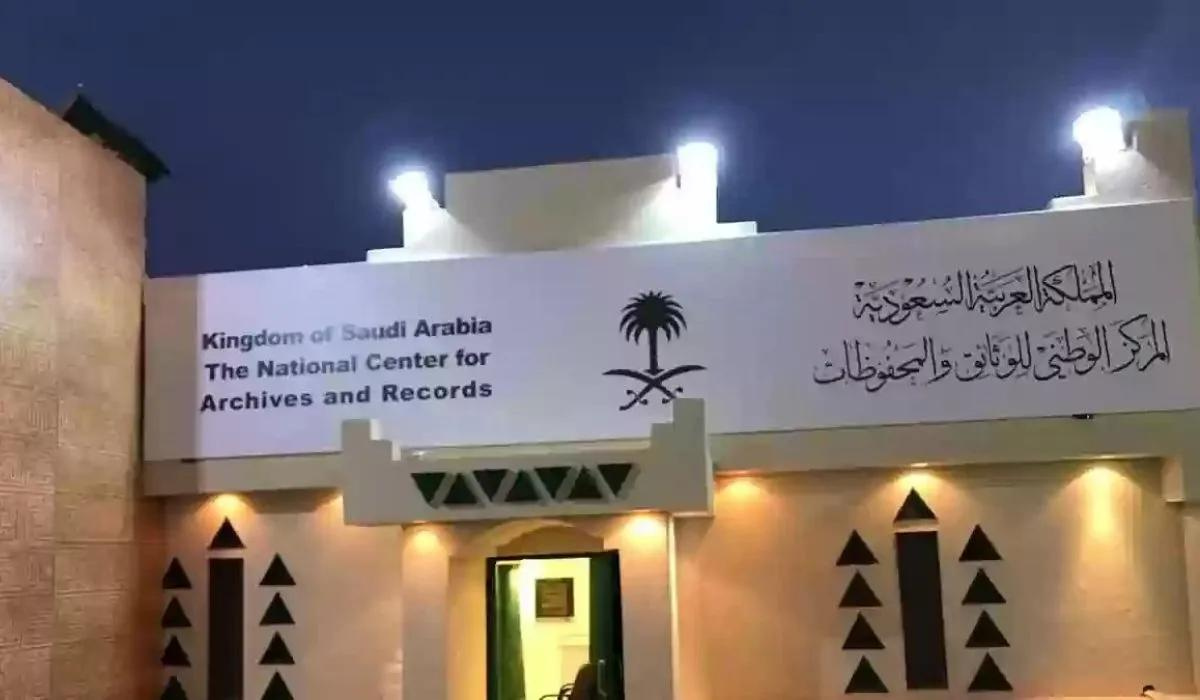 Kingdom of Saudi Arabia
The National Center for
Archives and Records
المملكة العربية السعودية
المركز الوطني للوثائق والمحفوظات